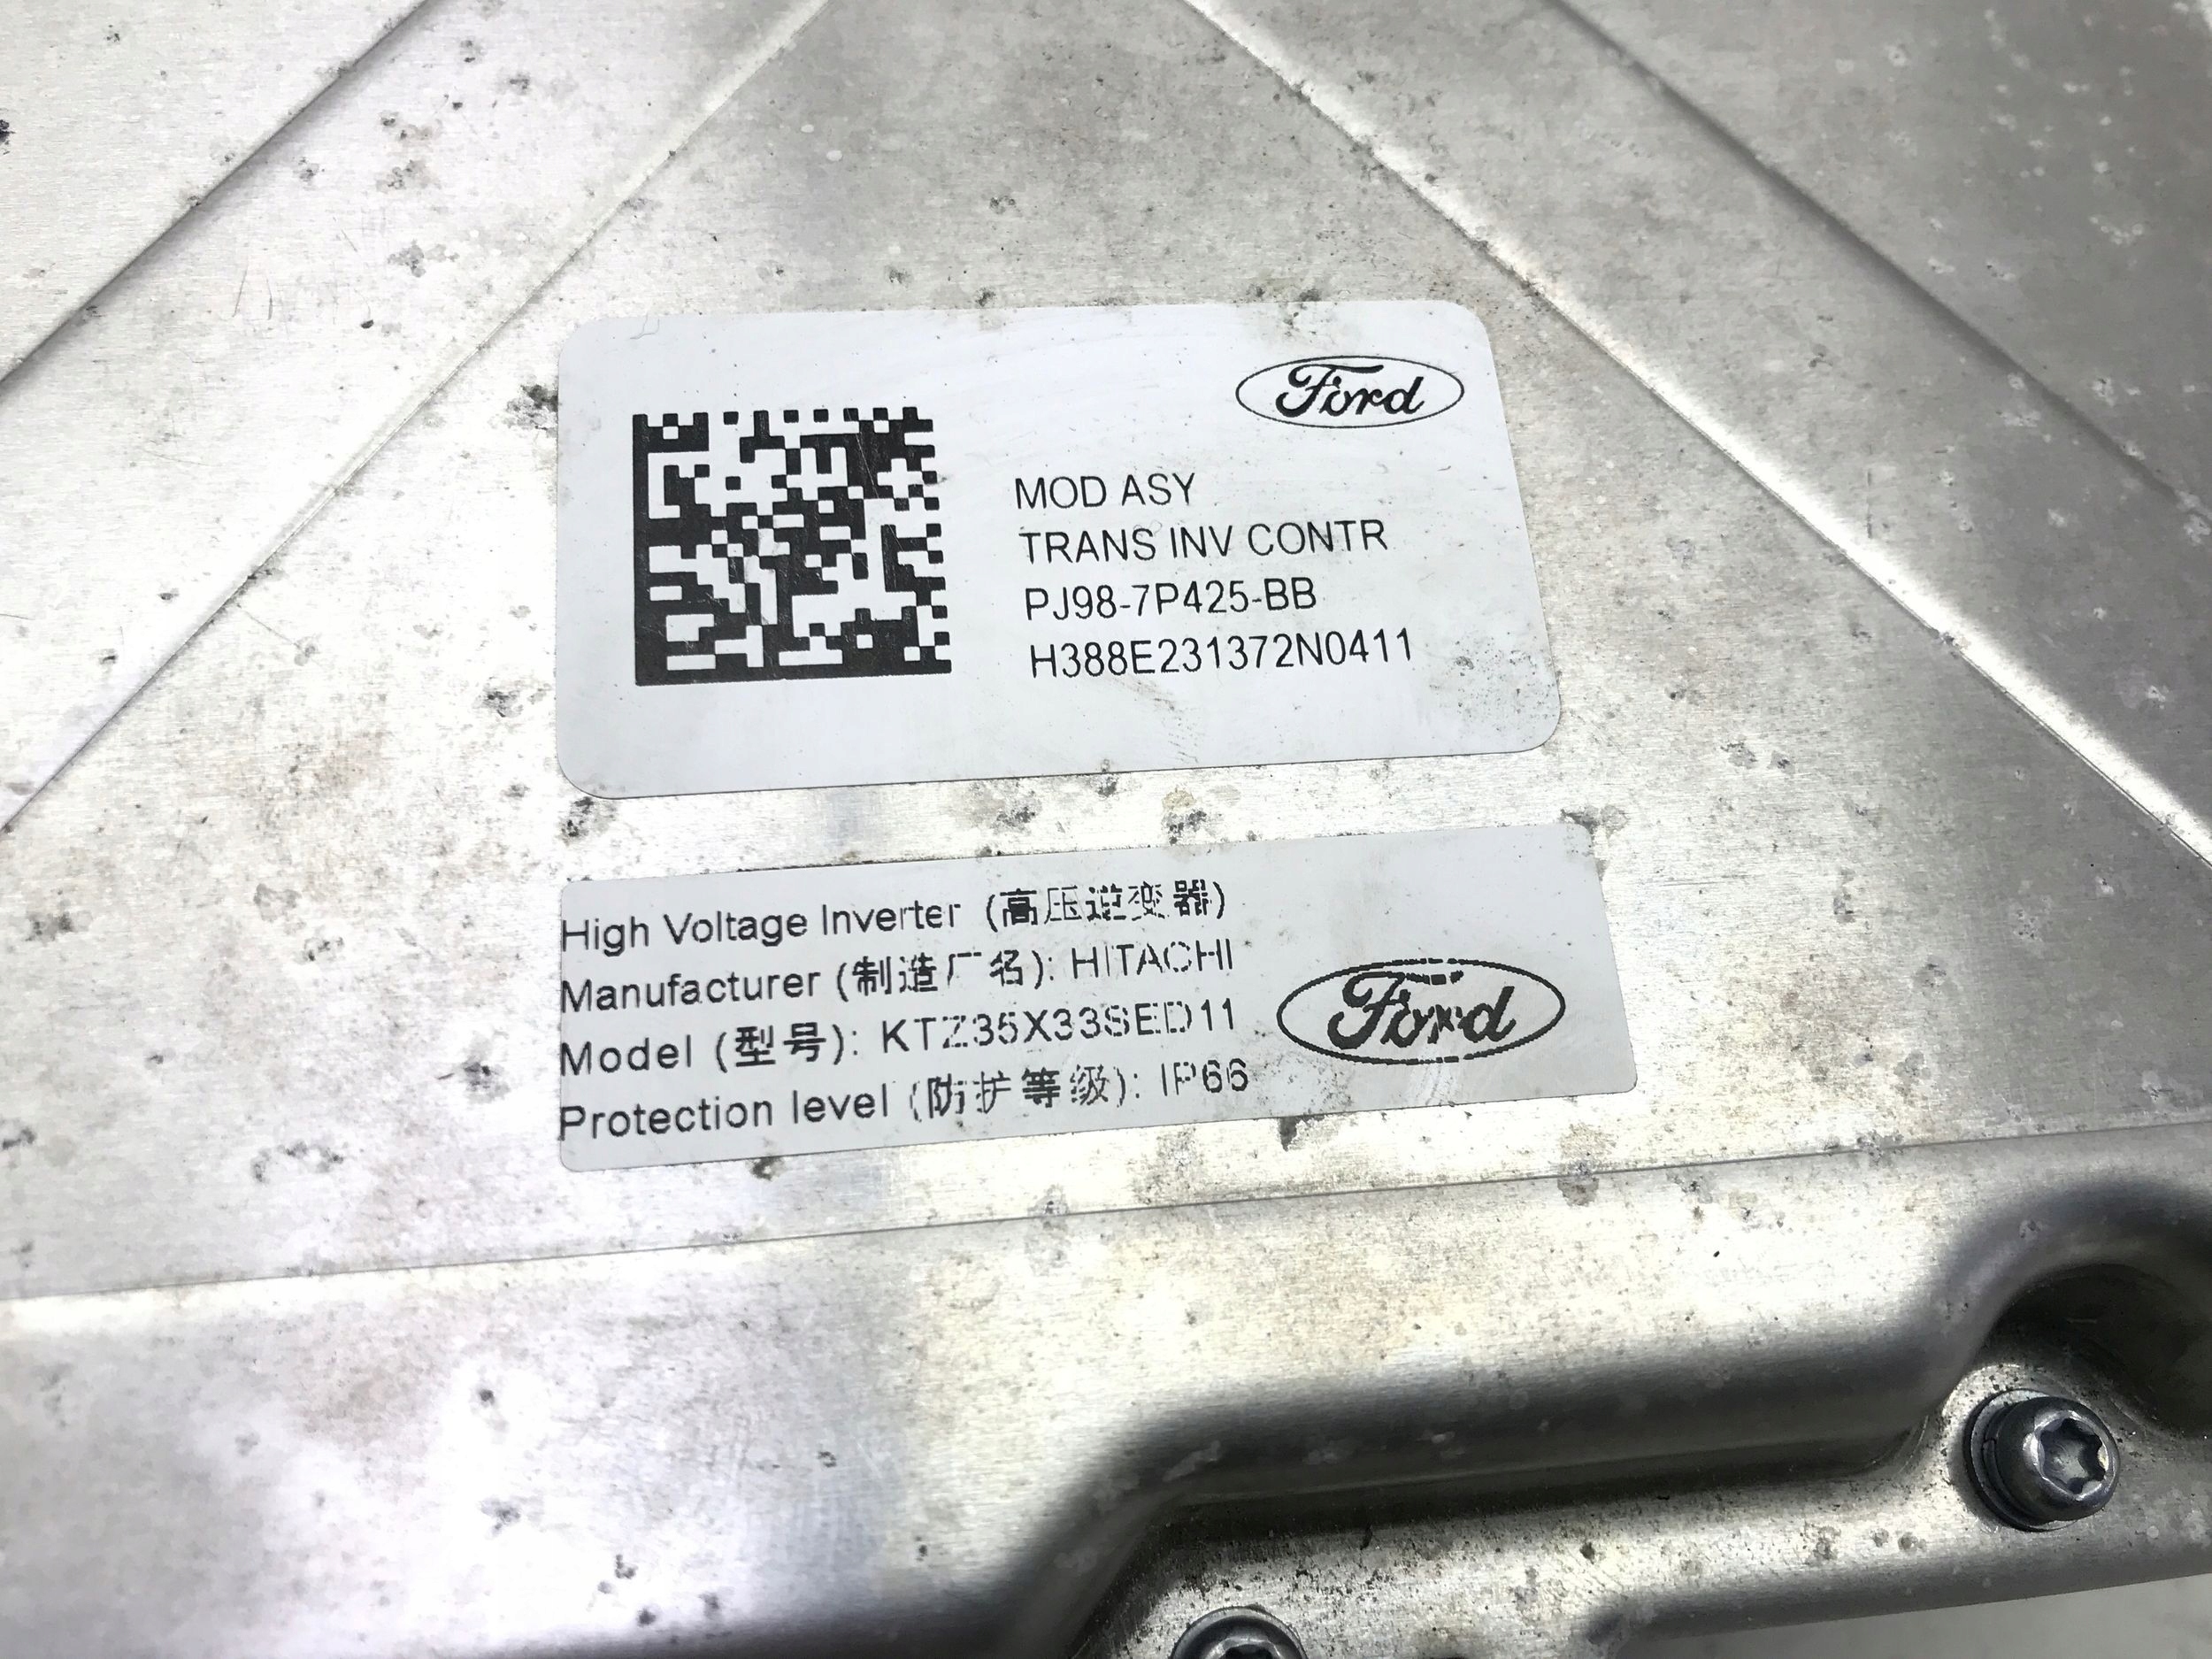 Ford
MOD ASY
TRANS INV CONTR
PJ98-7P425-BB
H388E231372N0411
High Voltage Inverter (高压逆变器)
Manufacturer (制造厂名): HITACHI
Model (型号): KTZ35X33SED11
Protection level (防护等级): IP66
Ford